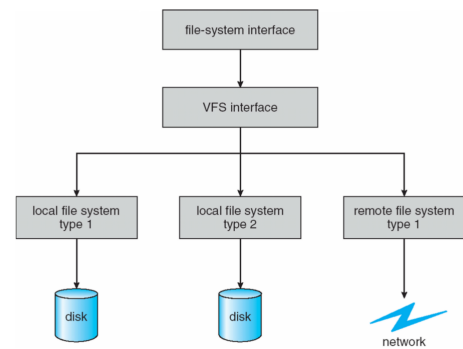 file-system interface
VFS interface
local file system
type 1
local file system
type 2
remote file system
type 1
disk
disk
network